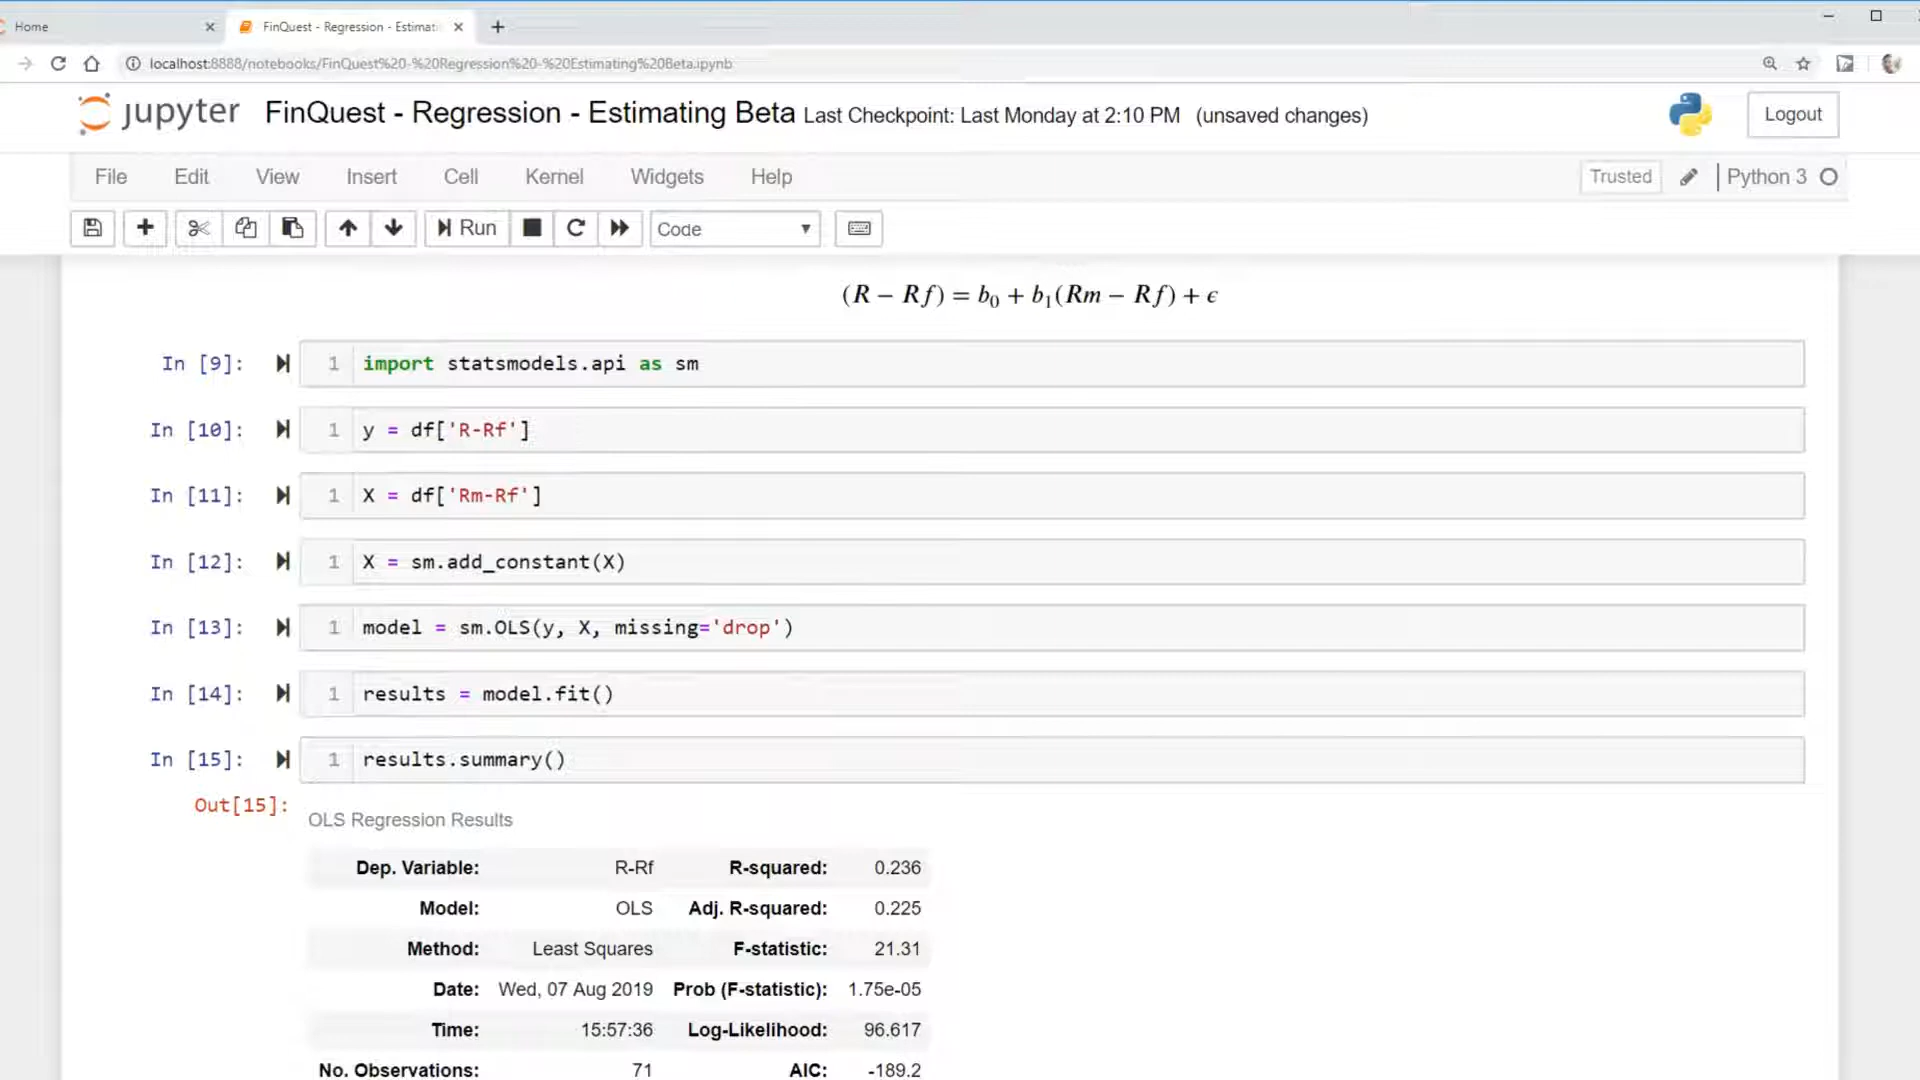 Home
FinQuest - Regression - Estimati
localhost:8888/notebooks/FinQuest%20-%20Regression%20-%20Estimating%20Beta.ipynb
jupyter FinQuest - Regression - Estimating Beta Last Checkpoint: Last Monday at 2:10 PM (unsaved changes) Logout
File Edit View Insert Cell Kernel Widgets Help Trusted Python 3
Run Code
(R − Rf) = b0 + b1(Rm − Rf) + ϵ
In [9]: 1 import statsmodels.api as sm
In [10]: 1 y = df['R-Rf']
In [11]: 1 X = df['Rm-Rf']
In [12]: 1 X = sm.add_constant(X)
In [13]: 1 model = sm.OLS(y, X, missing='drop')
In [14]: 1 results = model.fit()
In [15]: 1 results.summary()
Out[15]:
OLS Regression Results
Dep. Variable: R-Rf R-squared: 0.236
Model: OLS Adj. R-squared: 0.225
Method: Least Squares F-statistic: 21.31
Date: Wed, 07 Aug 2019 Prob (F-statistic): 1.75e-05
Time: 15:57:36 Log-Likelihood: 96.617
No. Observations: 71 AIC: -189.2